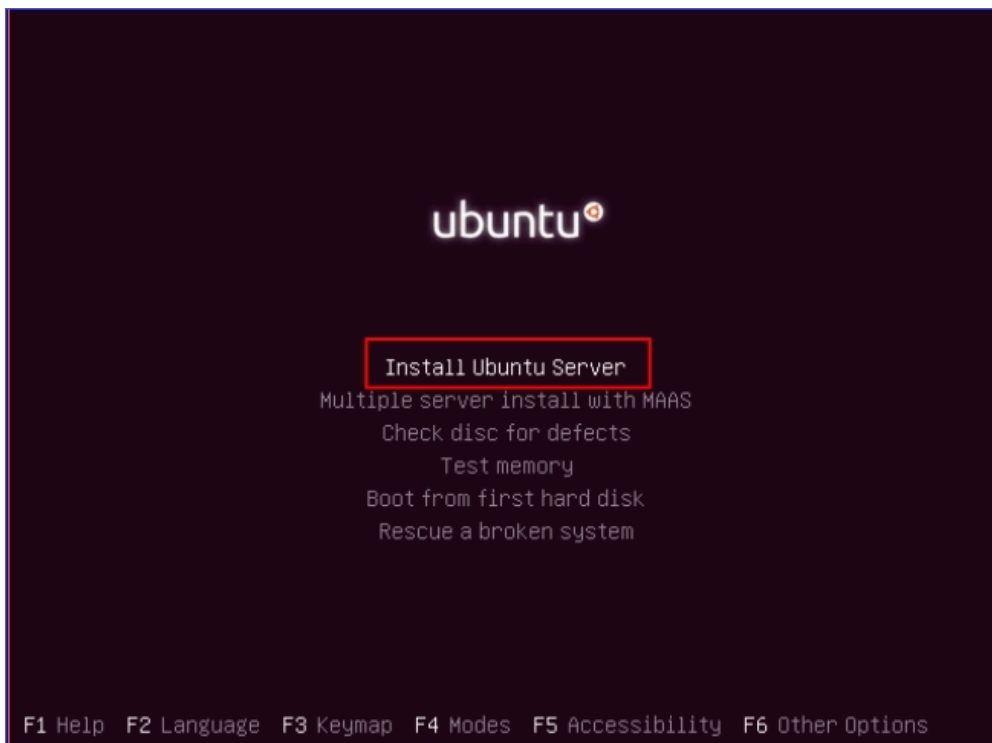 ubuntu
Install Ubuntu Server
Multiple server install with MAAS
Check disc for defects
Test memory
Boot from first hard disk
Rescue a broken system
F1 Help F2 Language F3 Keymap F4 Modes F5 Accessibility F6 Other Options